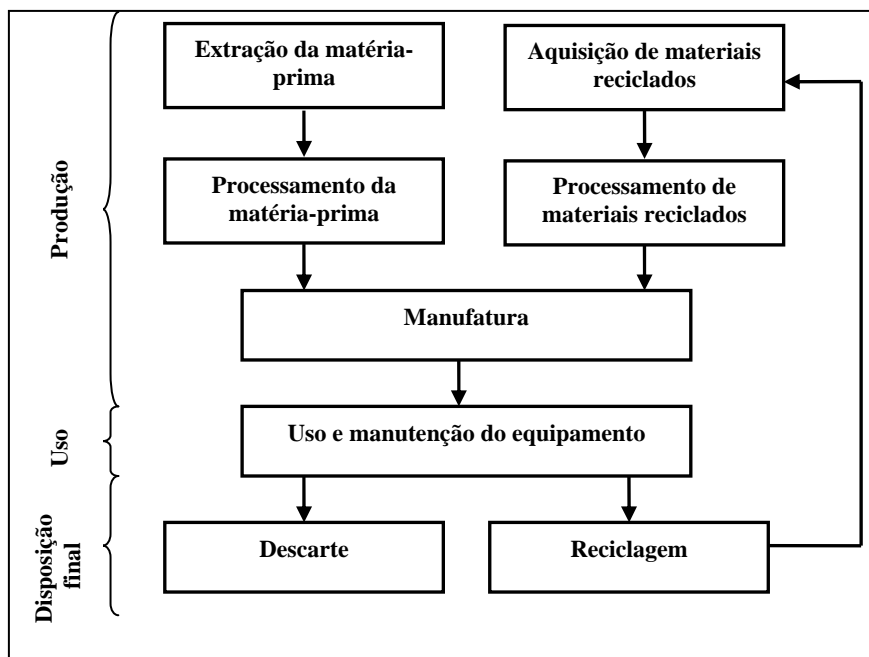 Produção
Extração da matéria-
prima
Aquisição de materiais
reciclados
Processamento da
matéria-prima
Processamento de
materiais reciclados
Manufatura
Uso
Uso e manutenção do equipamento
Disposição
final
Descarte
Reciclagem